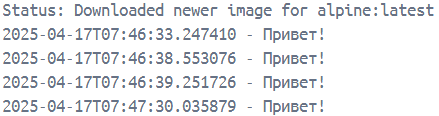 Status: Downloaded newer image for alpine:latest
2025-04-17T07:46:33.247410 - Привет!
2025-04-17T07:46:38.553076 - Привет!
2025-04-17T07:46:39.251726 - Привет!
2025-04-17T07:47:30.035879 - Привет!